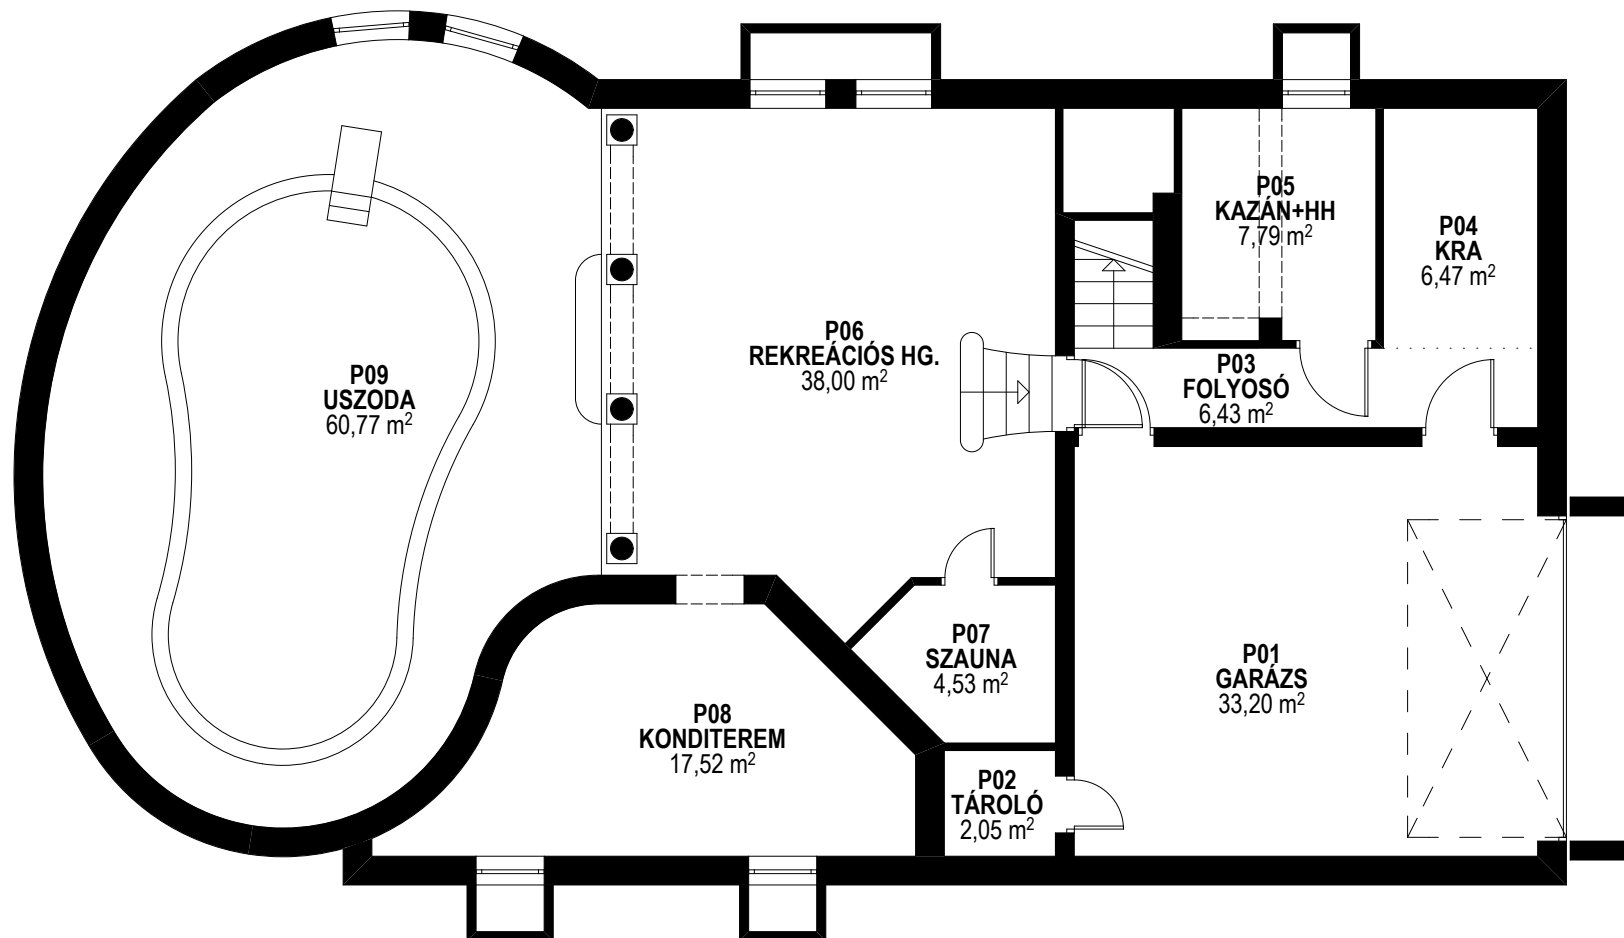 P05
KAZÁN+HH
7,79 m²
P04
KRA
6,47 m²
P06
REKREÁCIÓS HG.
38,00 m²
P03
FOLYOSÓ
6,43 m²
P09
USZODA
60,77 m²
P07
SZAUNA
4,53 m²
P01
GARÁZS
33,20 m²
P08
KONDITEREM
17,52 m²
P02
TÁROLÓ
2,05 m²